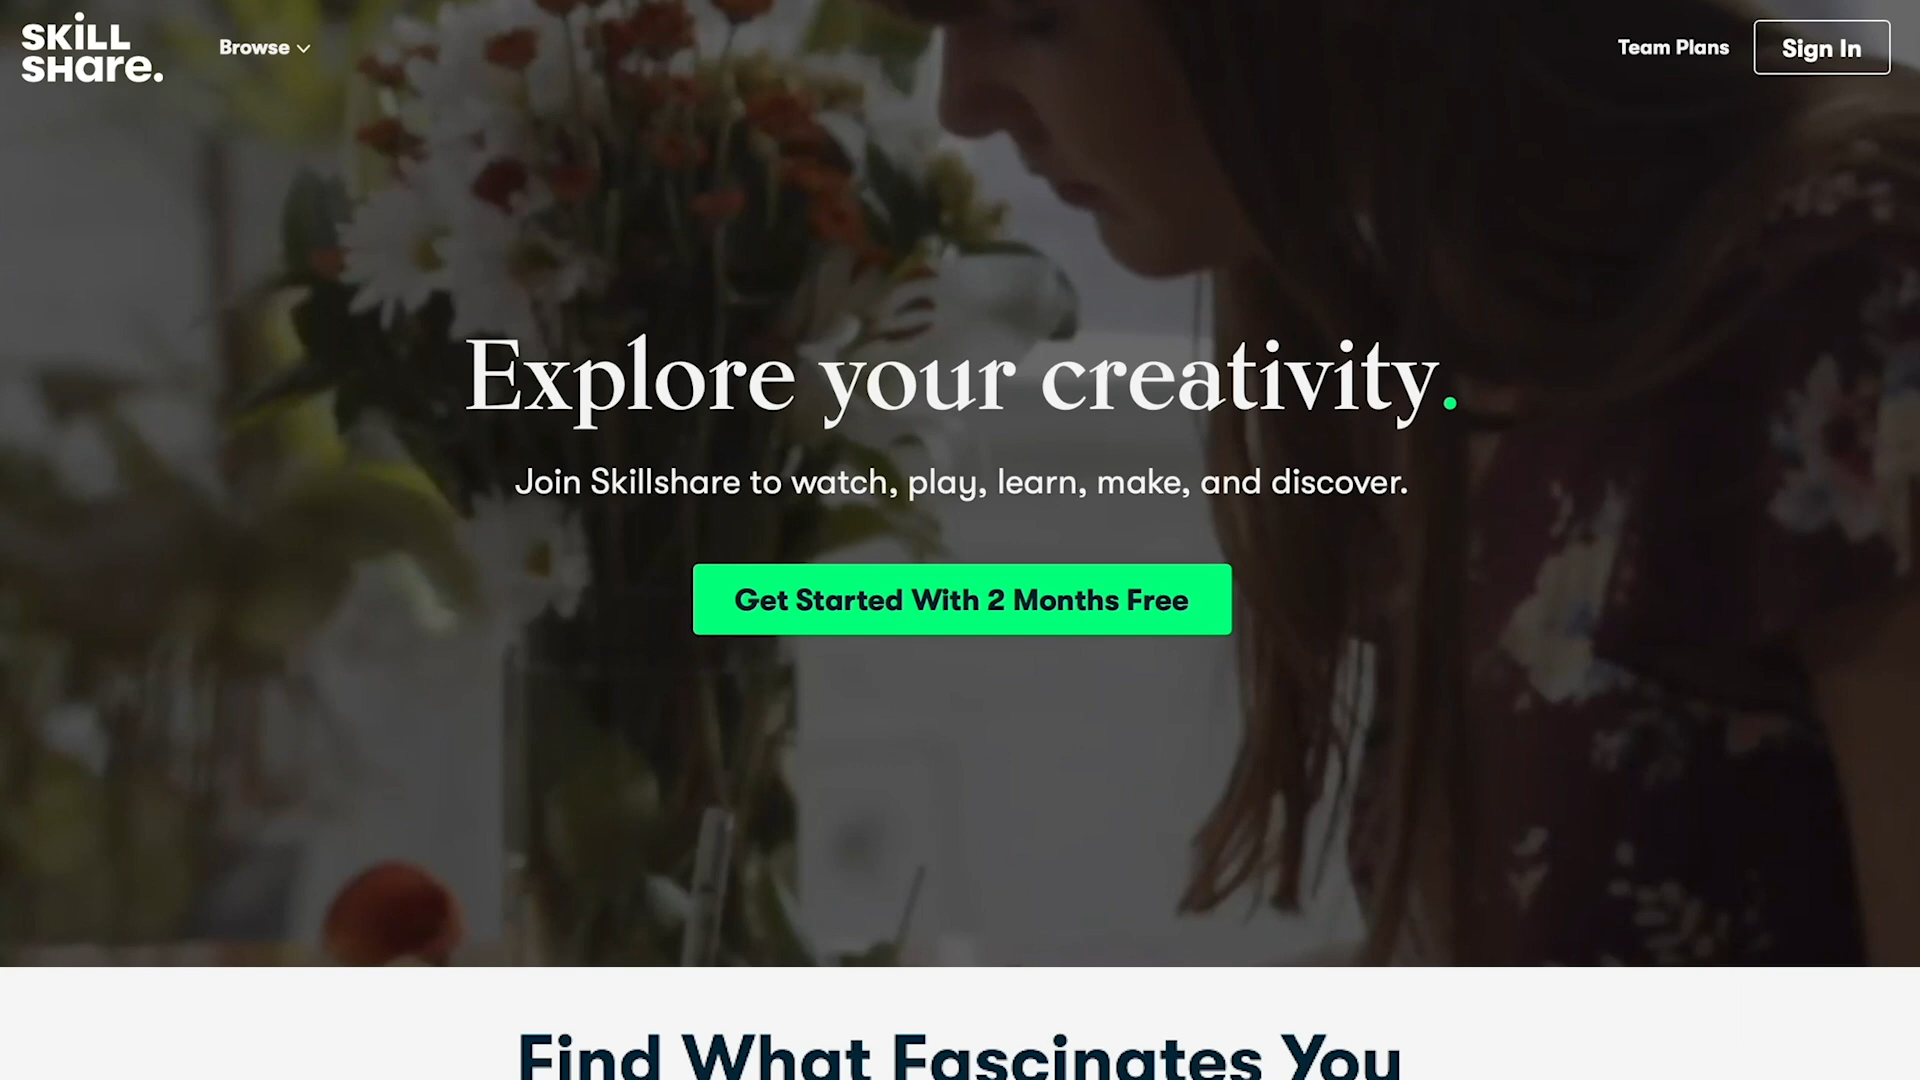 SKiLL
SHare.
Browse
Team Plans
Sign In
Explore your creativity.
Join Skillshare to watch, play, learn, make, and discover.
Get Started With 2 Months Free
Find What Fascinates You